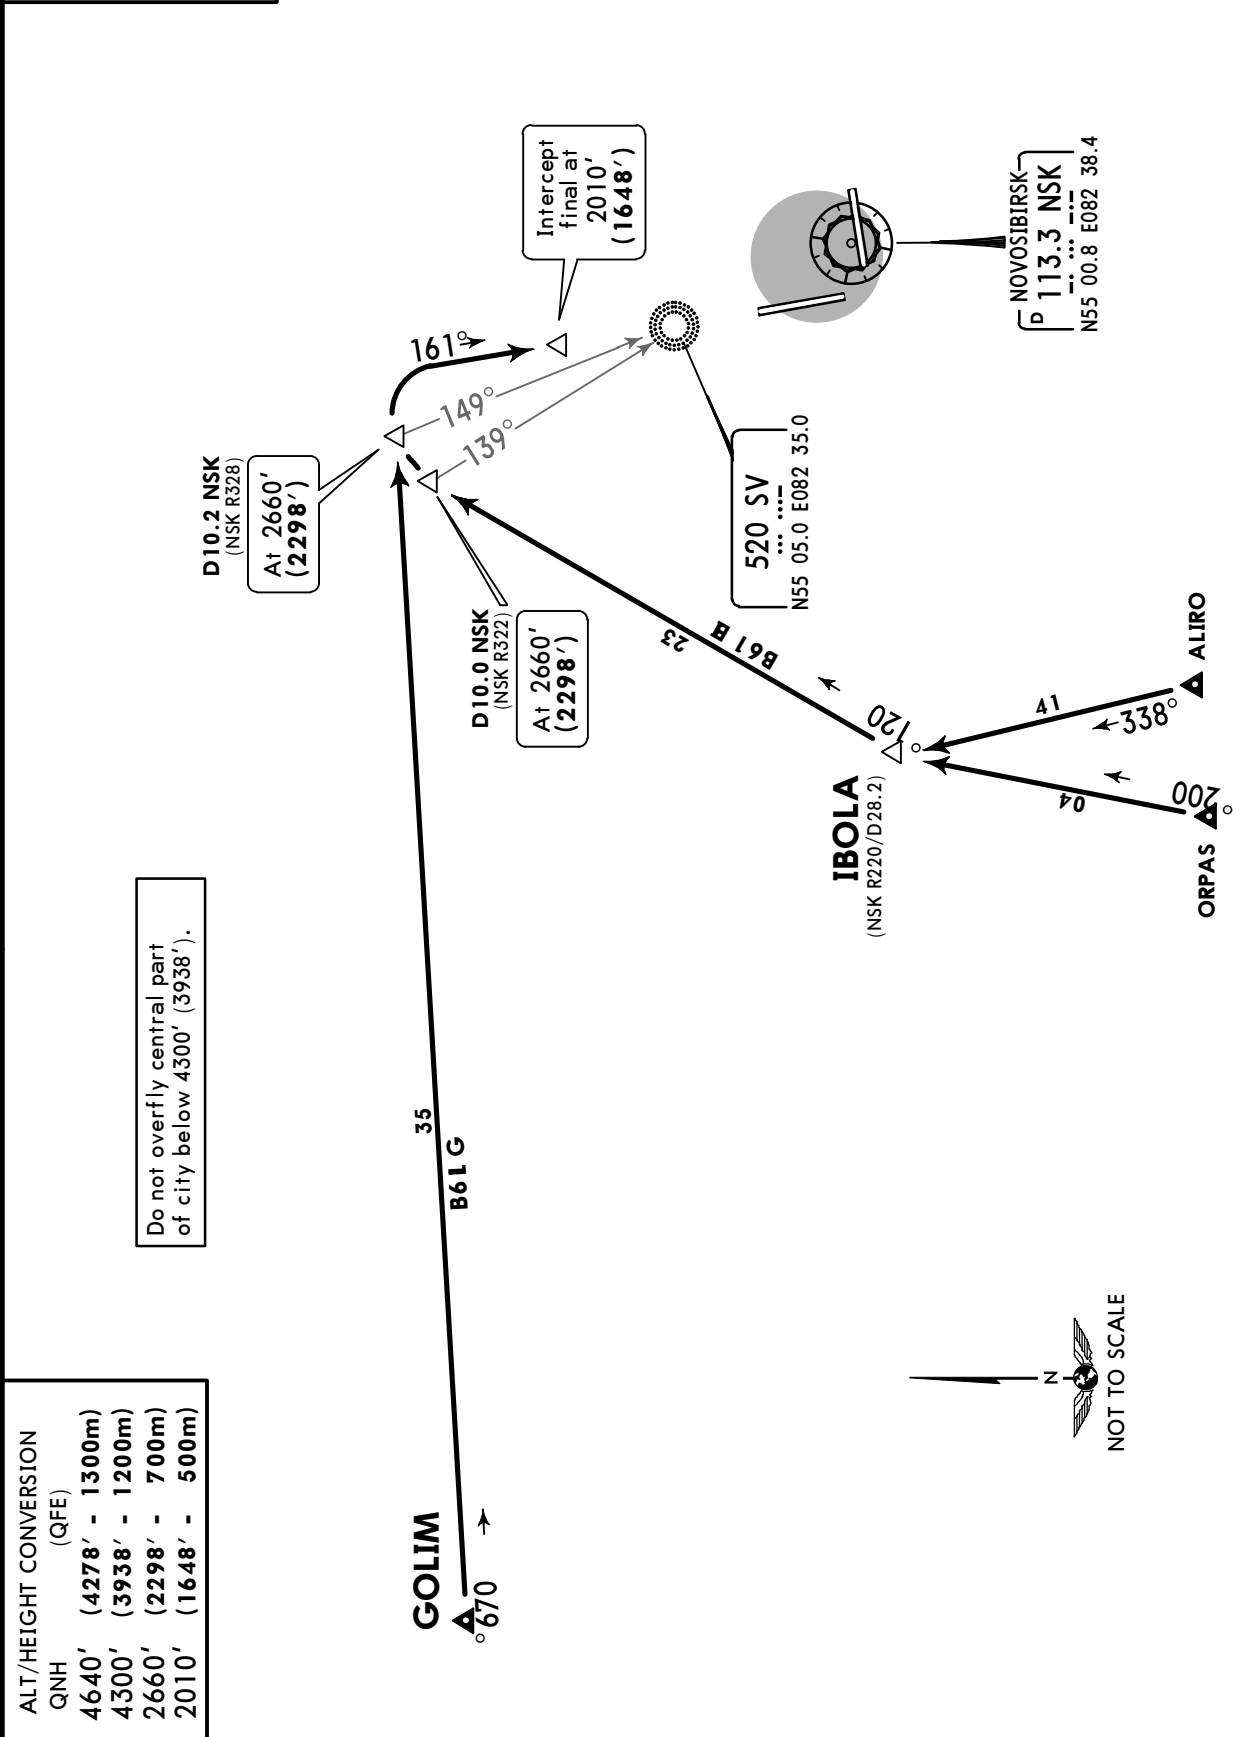 ALT/HEIGHT CONVERSION
QNH (QFE)
4640' (4278' - 1300m)
4300' (3938' - 1200m)
2660' (2298' - 700m)
2010' (1648' - 500m)
Do not overfly central part
of city below 4300' (3938').
D10.2 NSK
(NSK R328)
At 2660'
(2298')
161°
149°
139°
Intercept
final at
2010'
(1648')
D10.0 NSK
(NSK R322)
At 2660'
(2298')
GOLIM
°670
35
B61 G
23
B61 E
520 SV
N55 05.0 E082 35.0
NOVOSIBIRSK
D 113.3 NSK
N55 00.8 E082 38.4
IBOLA
(NSK R220/D28.2)
120°
41
338°
ALIRO
04
200°
ORPAS
N
NOT TO SCALE